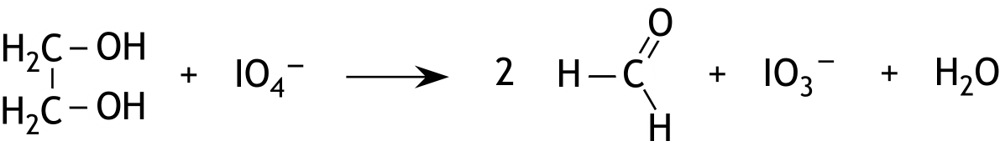 H₂C – OH
H₂C – OH
+ IO₄⁻ → 2 H – C = O
H
+ IO₃⁻ + H₂O